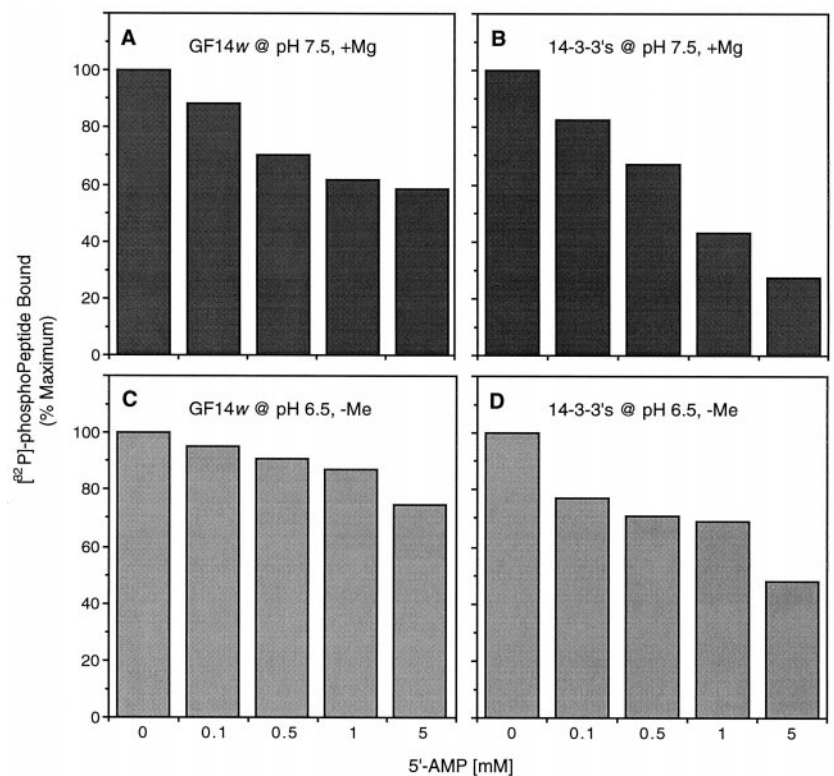 A
GF14w @ pH 7.5, +Mg
B
14-3-3's @ pH 7.5, +Mg
100
80
60
40
20
0
[³²P]-phosphoPeptide Bound
(% Maximum)
C
GF14w @ pH 6.5, -Me
D
14-3-3's @ pH 6.5, -Me
100
80
60
40
20
0
0 0.1 0.5 1 5 0 0.1 0.5 1 5
5'-AMP [mM]